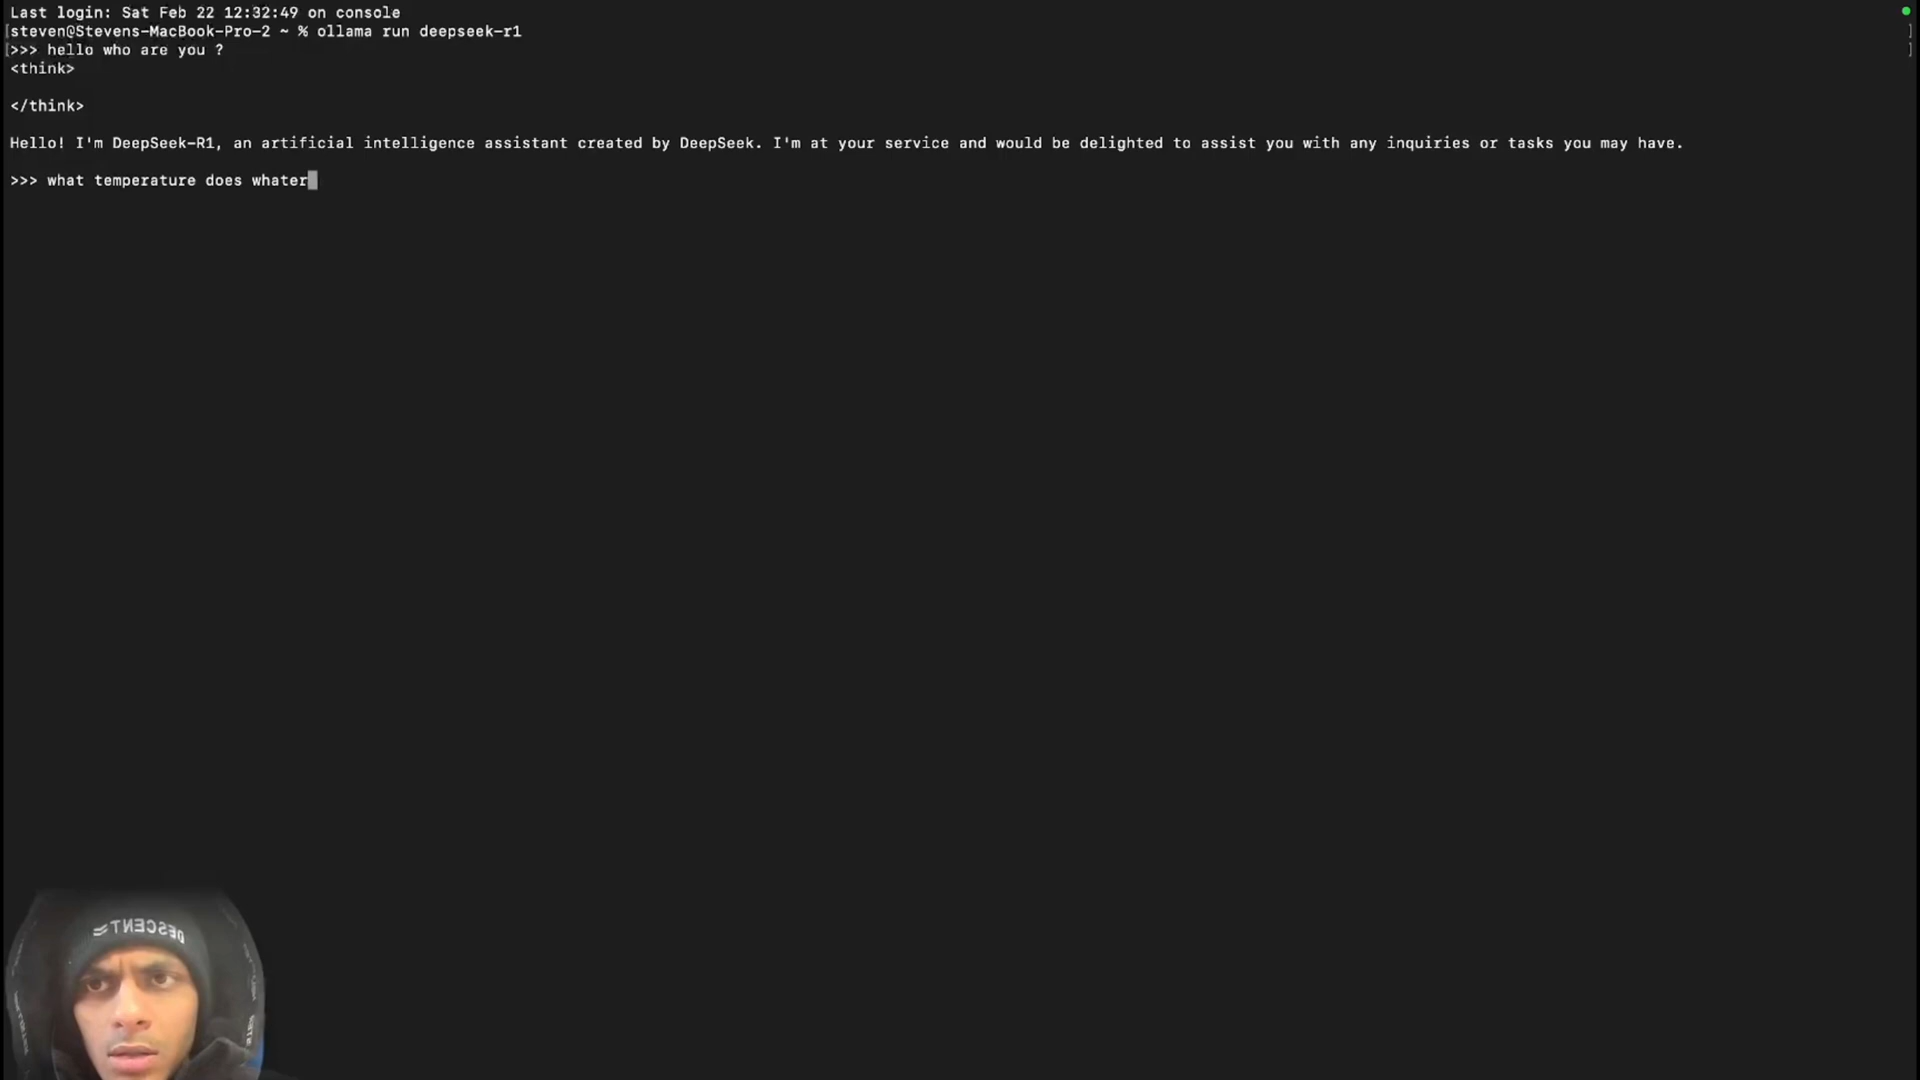 Last login: Sat Feb 22 12:32:49 on console
[steven@Stevens-MacBook-Pro-2 ~ % ollama run deepseek-r1 ]
[>>> hello who are you ? ]
<think>
</think>
Hello! I'm DeepSeek-R1, an artificial intelligence assistant created by DeepSeek. I'm at your service and would be delighted to assist you with any inquiries or tasks you may have.
>>> what temperature does whater
DESCENT